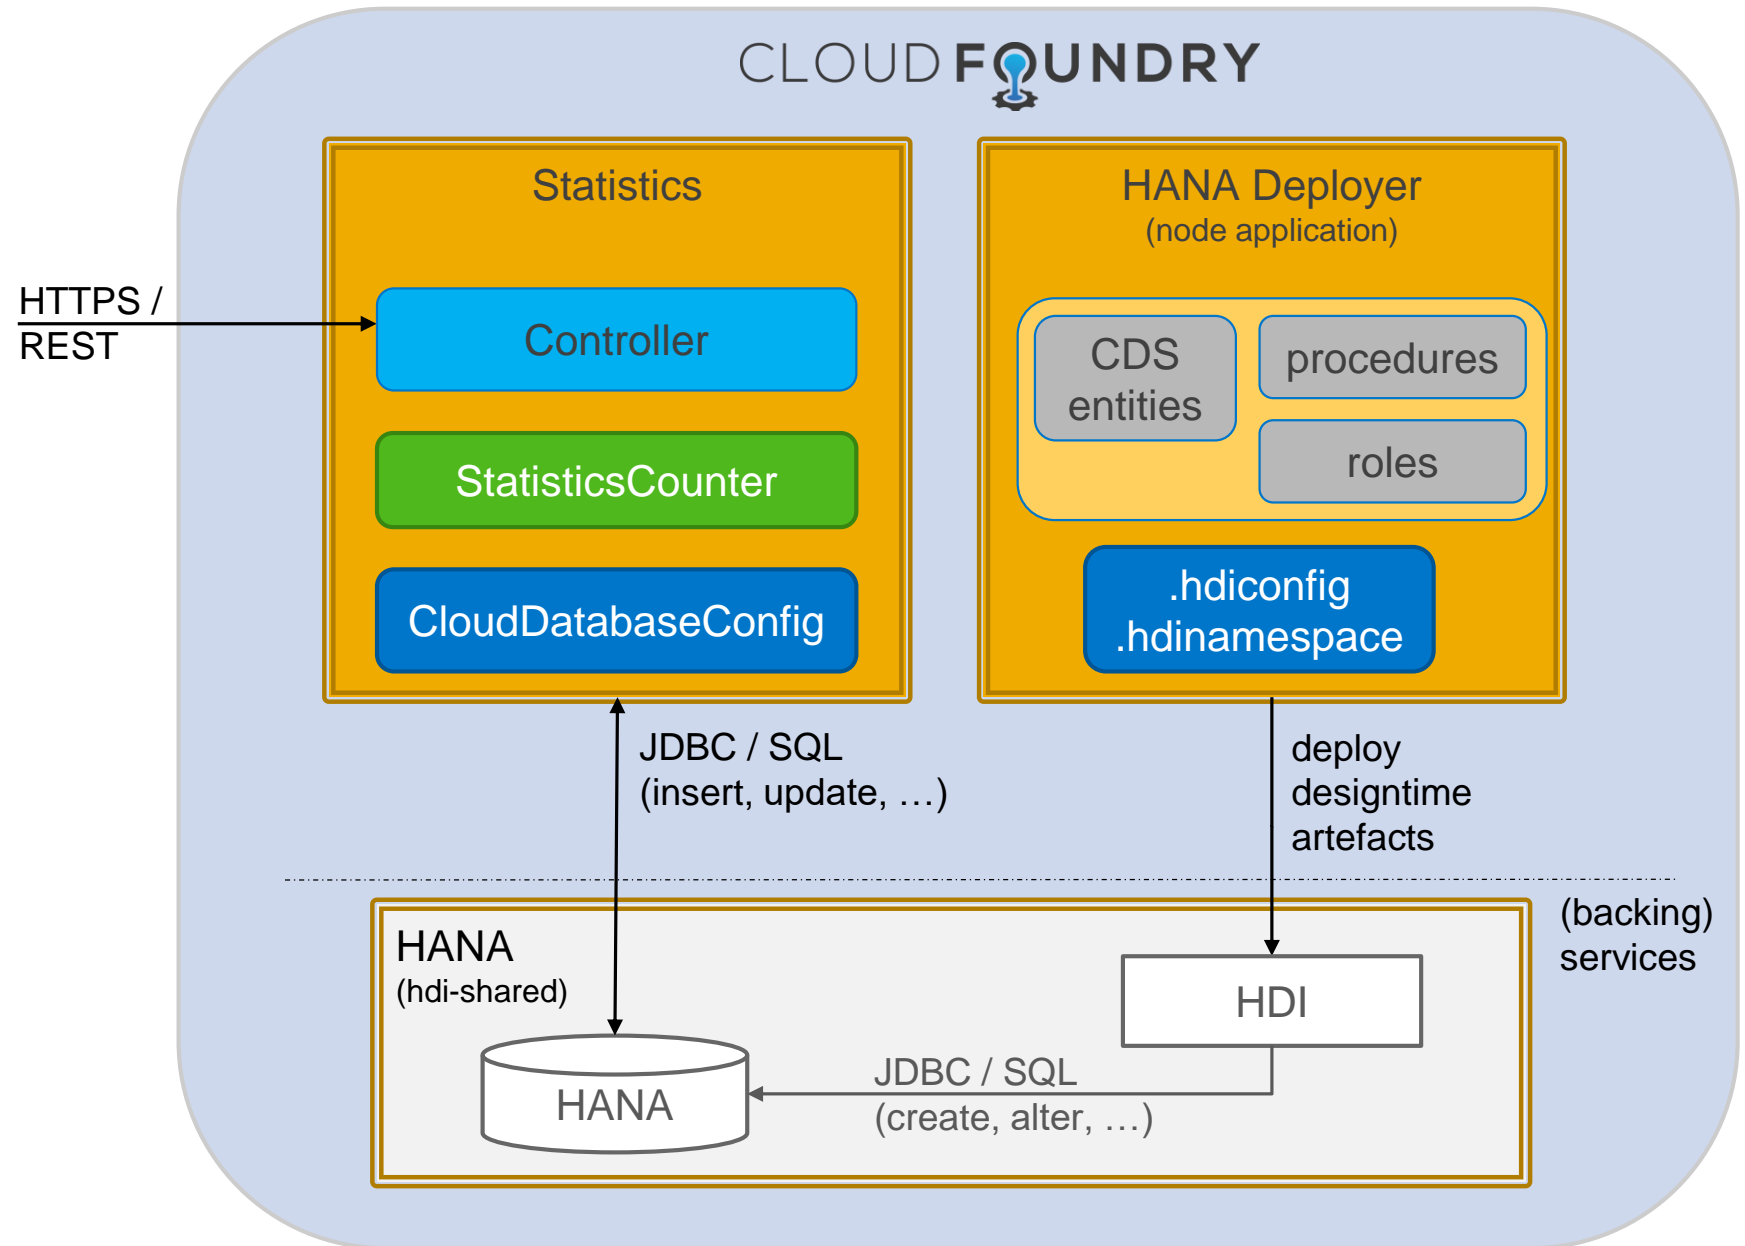 CLOUD FOUNDRY
Statistics
HANA Deployer
(node application)
HTTPS /
REST
Controller
StatisticsCounter
CloudDatabaseConfig
CDS
entities
procedures
roles
.hdiconfig
.hdinamespace
JDBC / SQL
(insert, update, …)
deploy
designtime
artefacts
(backing)
services
HANA
(hdi-shared)
HDI
HANA
JDBC / SQL
(create, alter, …)